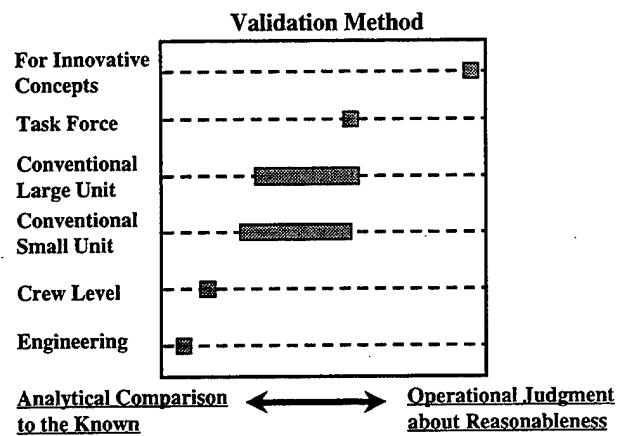 Validation Method
For Innovative
Concepts
Task Force
Conventional
Large Unit
Conventional
Small Unit
Crew Level
Engineering
Analytical Comparison
to the Known
Operational Judgment
about Reasonableness